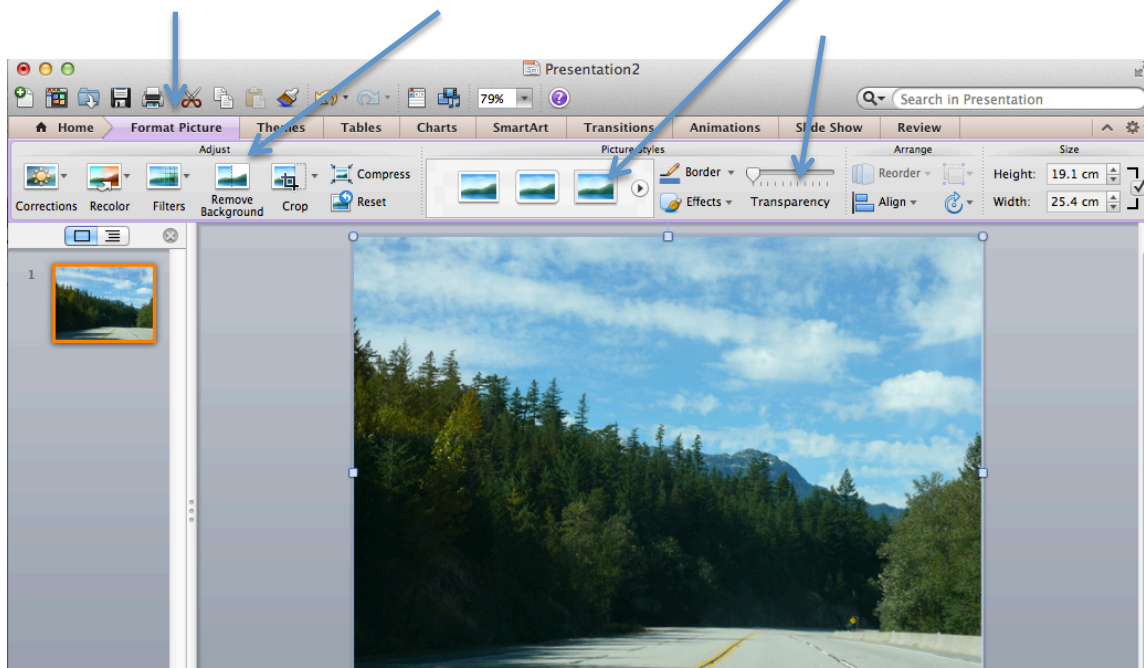 Presentation2
79%
Search in Presentation
Home Format Picture Themes Tables Charts SmartArt Transitions Animations Slide Show Review
Adjust Picture Styles Arrange Size
Corrections Recolor Filters Remove Background Crop Compress Reset
Border Effects Transparency
Reorder Align
Height: 19.1 cm
Width: 25.4 cm
1